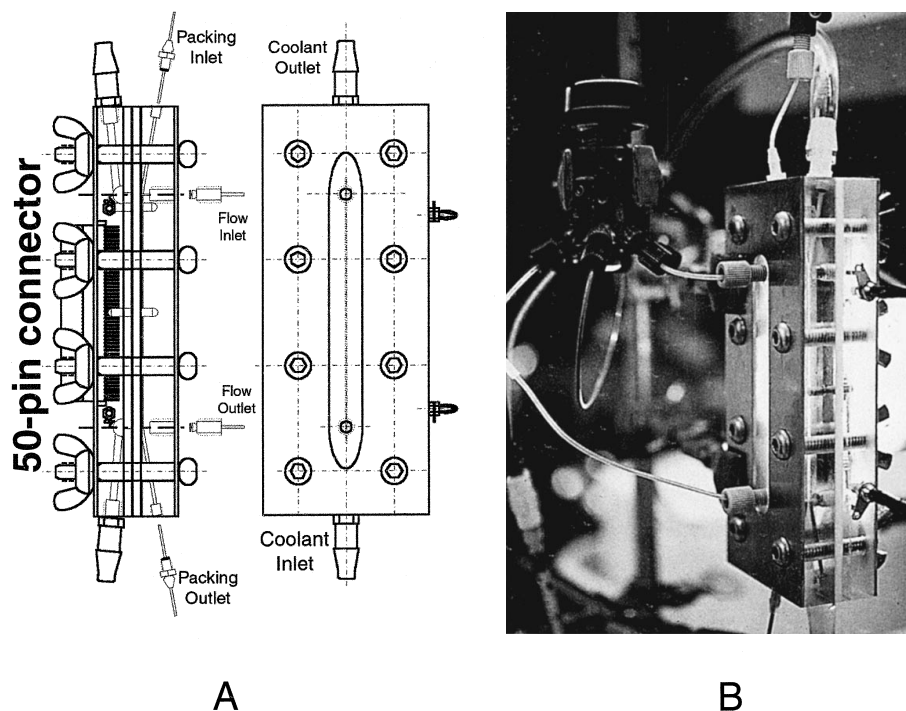 Packing
Inlet
Coolant
Outlet
50-pin connector
Flow
Inlet
Flow
Outlet
Coolant
Inlet
Packing
Outlet
A
B